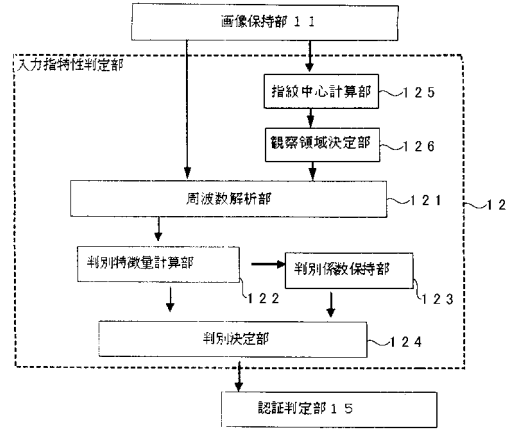 画像保持部１１
入力指特性判定部
指紋中心計算部
１２５
観察領域決定部
１２６
周波数解析部
１２１
１２
判別特徴量計算部
１２２
判別係数保持部
１２３
判別決定部
１２４
認証判定部１５